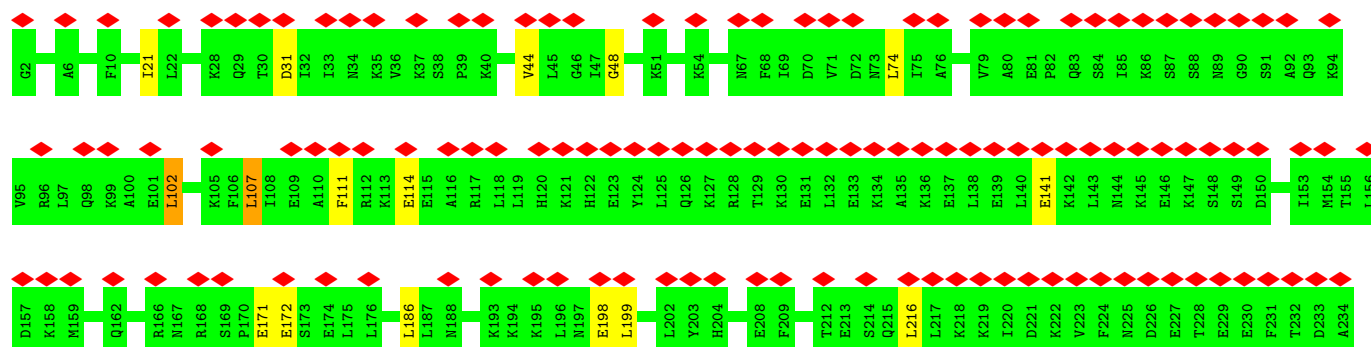 G2 A6 F10 I21 L22 K28 Q29 T30 D31 I32 I33 N34 K35 V36 K37 S38 P39 K40 V44 L45 G46 I47 G48 K51 K54 N67 F68 I69 D70 V71 D72 N73 L74 I75 A76 V79 A80 E81 P82 Q83 S84 I85 K86 S87 S88 N89 G90 S91 A92 Q93 K94
V95 R96 L97 Q98 K99 A100 E101 L102 K105 F106 L107 I108 E109 A110 F111 R112 K113 E114 E115 A116 R117 L118 L119 H120 K121 H122 E123 Y124 L125 Q126 K127 R128 T129 K130 E131 L132 E133 K134 A135 K136 E137 L138 E139 L140 E141 K142 L143 N144 K145 E146 K147 S148 S149 D150 I153 M154 T155 L156
D157 K158 M159 Q162 R166 N167 R168 S169 P170 E171 E172 S173 E174 L175 L176 L186 L187 N188 K193 K194 K195 L196 N197 E198 L199 L202 Y203 H204 E208 F209 T212 E213 S214 Q215 L216 L217 K218 K219 I220 D221 K222 V223 F224 N225 D226 E227 T228 E229 E230 F231 T232 D233 A234